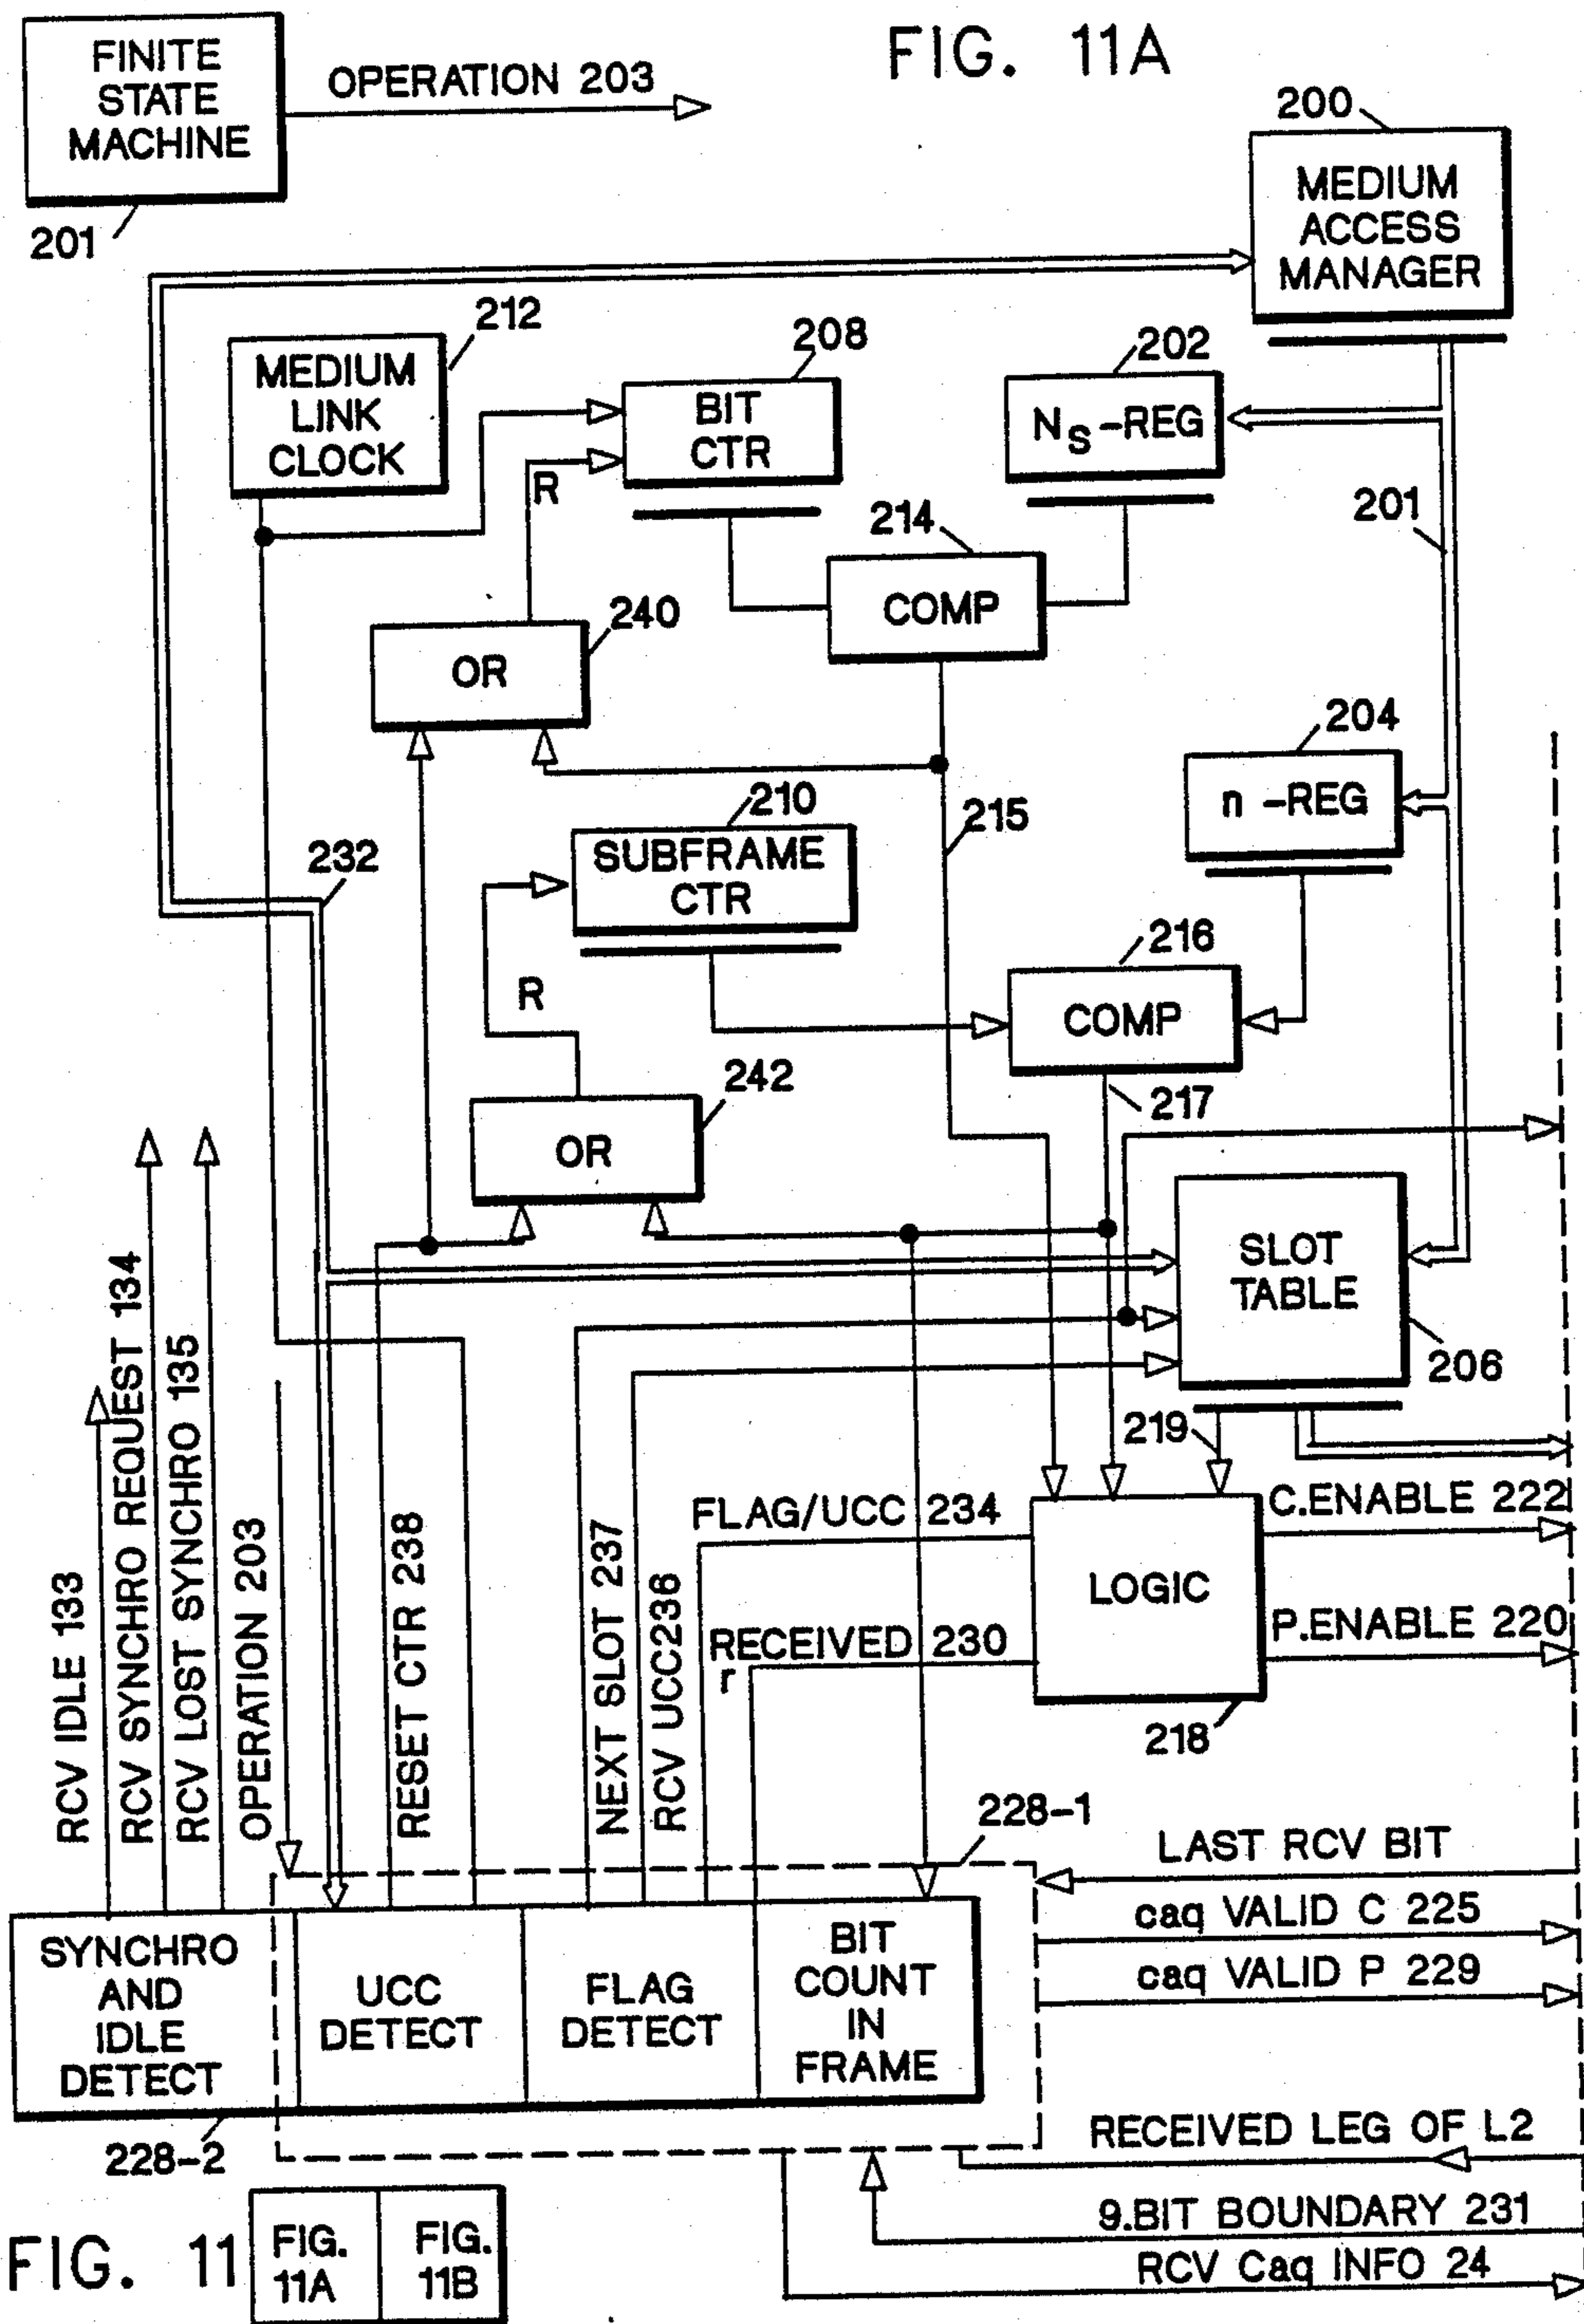 FIG. 11A
FINITE
STATE
MACHINE
201
OPERATION 203
200
MEDIUM
ACCESS
MANAGER
212
MEDIUM
LINK
CLOCK
208
BIT
CTR
R
202
NS -REG
201
214
COMP
240
OR
204
n -REG
210
SUBFRAME
CTR
215
232
R
216
COMP
217
242
OR
SLOT
TABLE
206
219
RCV IDLE 133
RCV SYNCHRO REQUEST 134
RCV LOST SYNCHRO 135
OPERATION 203
RESET CTR 238
NEXT SLOT 237
RCV UCC236
FLAG/UCC 234
RECEIVED 230
r
LOGIC
218
C.ENABLE 222
P.ENABLE 220
228-1
LAST RCV BIT
caq VALID C 225
caq VALID P 229
SYNCHRO
AND
IDLE
DETECT
UCC
DETECT
FLAG
DETECT
BIT
COUNT
IN
FRAME
228-2
RECEIVED LEG OF L2
9.BIT BOUNDARY 231
RCV Caq INFO 24
FIG. 11
FIG.
11A
FIG.
11B